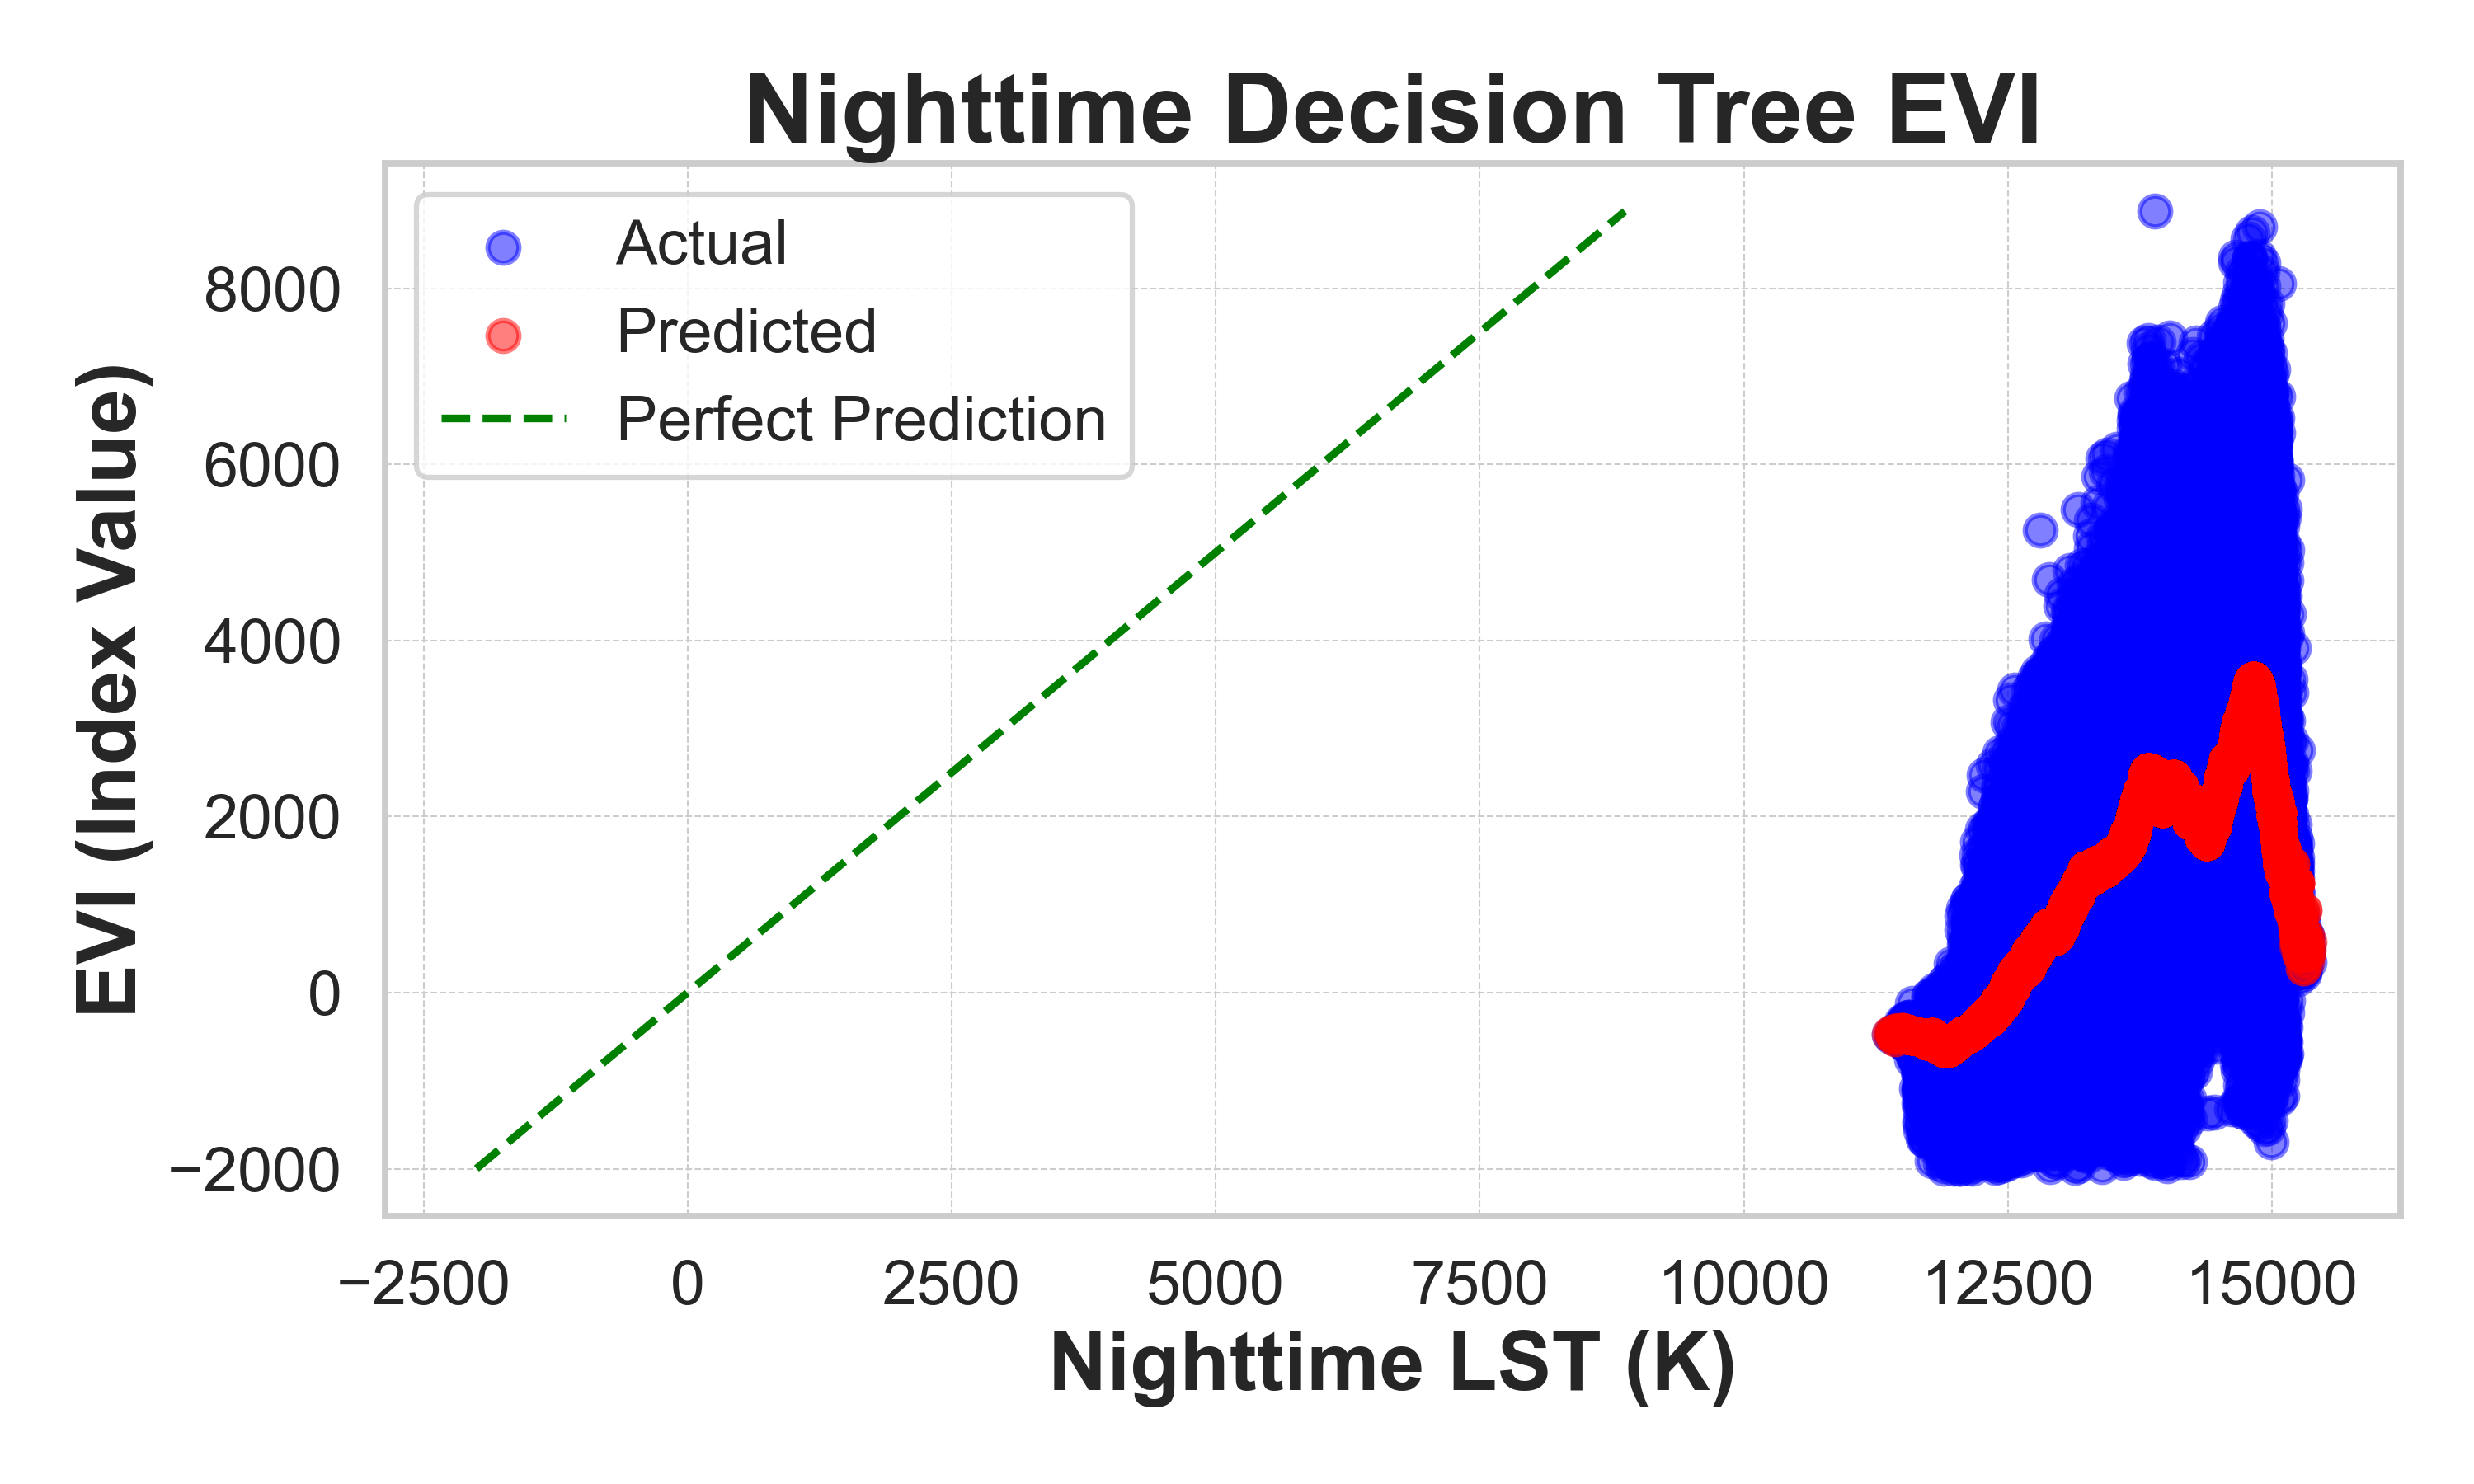 Nighttime Decision Tree EVI
Actual
Predicted
Perfect Prediction
EVI (Index Value)
8000
6000
4000
2000
0
−2000
−2500 0 2500 5000 7500 10000 12500 15000
Nighttime LST (K)